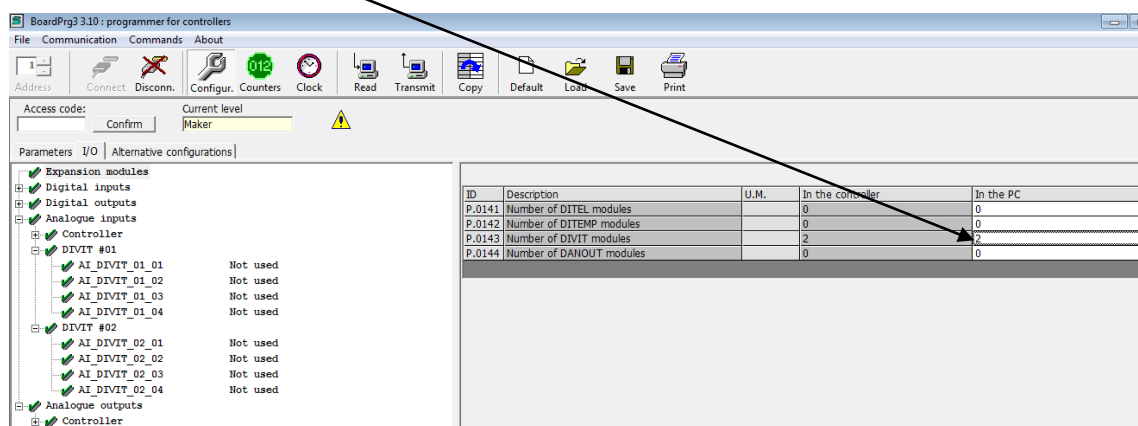 BoardPrg3 3.10 : programmer for controllers
File Communication Commands About
1 012
Address Connect Disconn. Configur. Counters Clock Read Transmit Copy Default Load Save Print
Access code: Current level
Confirm Maker
Parameters I/O Alternative configurations
Expansion modules
Digital inputs
Digital outputs
Analogue inputs
Controller
DIVIT #01
AI_DIVIT_01_01 Not used
AI_DIVIT_01_02 Not used
AI_DIVIT_01_03 Not used
AI_DIVIT_01_04 Not used
DIVIT #02
AI_DIVIT_02_01 Not used
AI_DIVIT_02_02 Not used
AI_DIVIT_02_03 Not used
AI_DIVIT_02_04 Not used
Analogue outputs
Controller
ID Description U.M. In the controller In the PC
P.0141 Number of DITEL modules 0 0
P.0142 Number of DITEMP modules 0 0
P.0143 Number of DIVIT modules 2 2
P.0144 Number of DANOUT modules 0 0